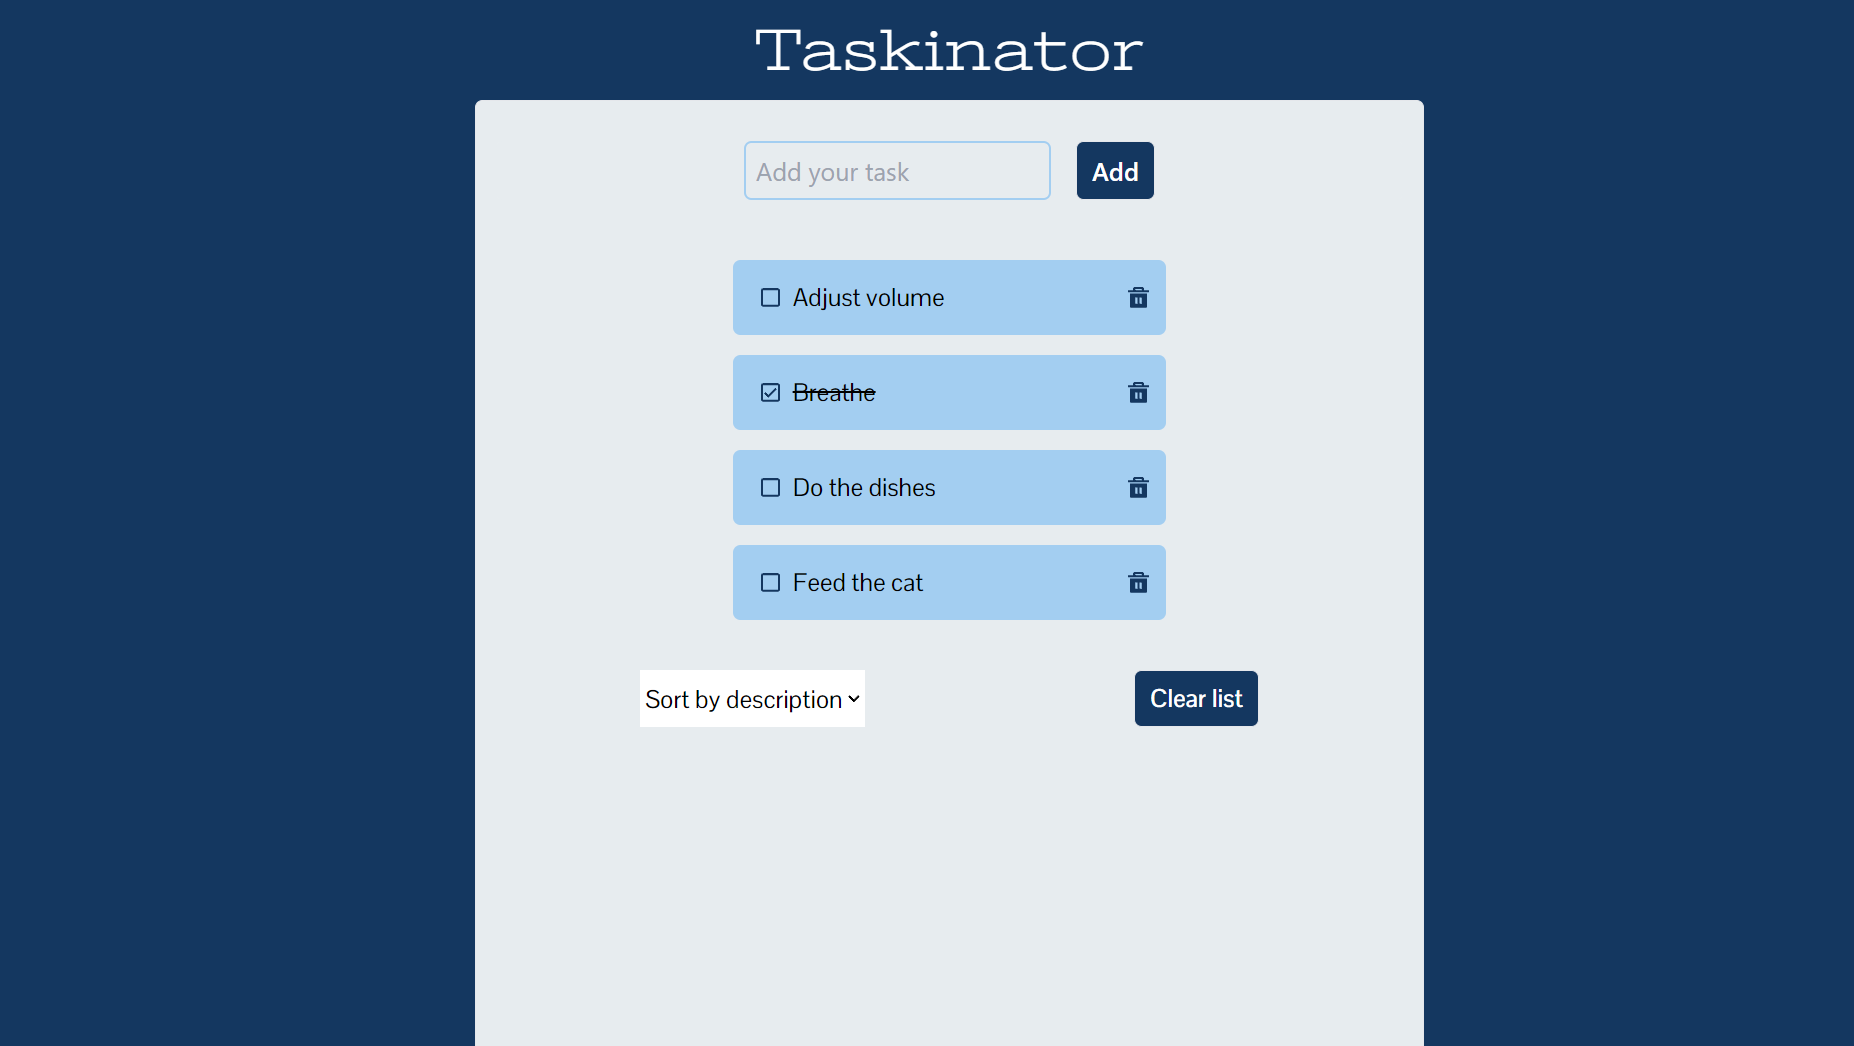 Taskinator
Add your task
Add
Adjust volume
Breathe
Do the dishes
Feed the cat
Sort by description
Clear list